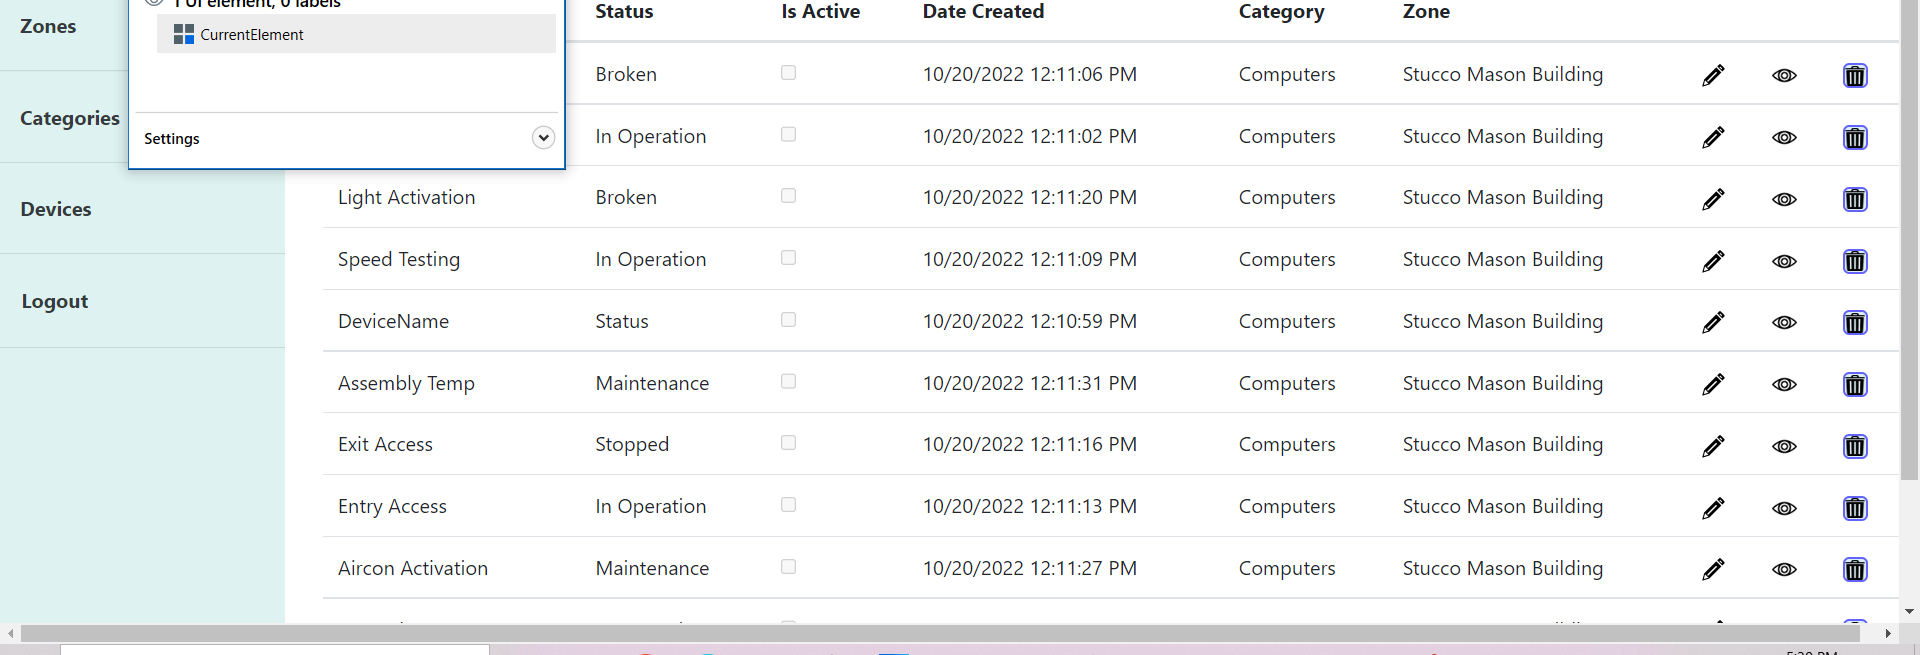 Zones
Categories
Devices
Logout
1 UI element, 0 labels
CurrentElement
Settings
Status Is Active Date Created Category Zone
Broken 10/20/2022 12:11:06 PM Computers Stucco Mason Building
In Operation 10/20/2022 12:11:02 PM Computers Stucco Mason Building
Light Activation Broken 10/20/2022 12:11:20 PM Computers Stucco Mason Building
Speed Testing In Operation 10/20/2022 12:11:09 PM Computers Stucco Mason Building
DeviceName Status 10/20/2022 12:10:59 PM Computers Stucco Mason Building
Assembly Temp Maintenance 10/20/2022 12:11:31 PM Computers Stucco Mason Building
Exit Access Stopped 10/20/2022 12:11:16 PM Computers Stucco Mason Building
Entry Access In Operation 10/20/2022 12:11:13 PM Computers Stucco Mason Building
Aircon Activation Maintenance 10/20/2022 12:11:27 PM Computers Stucco Mason Building